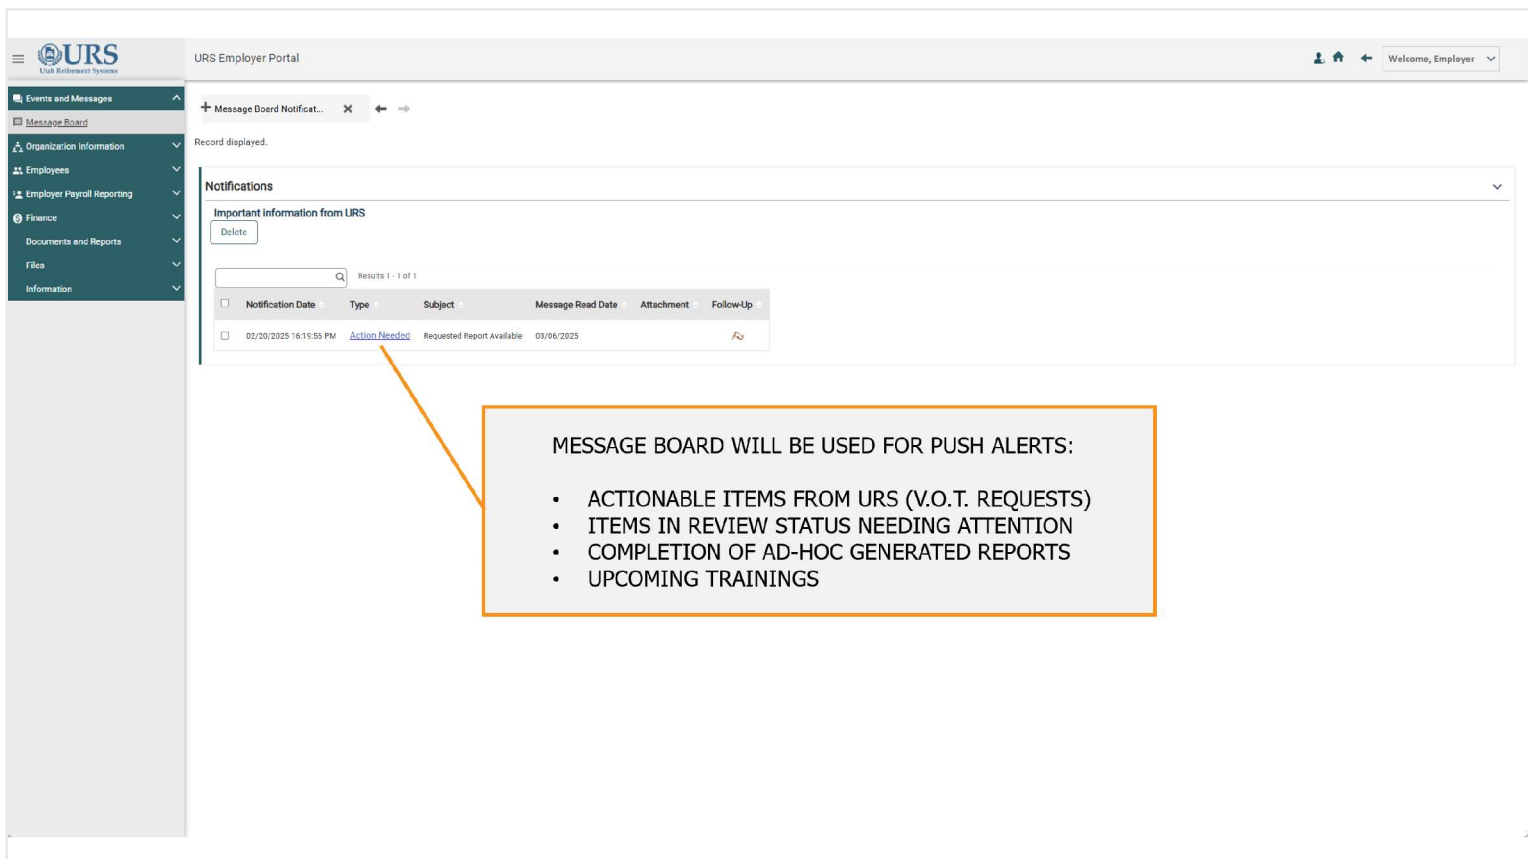 URS
Utah Retirement Systems
URS Employer Portal
Welcome, Employer
Events and Messages
Message Board
Organization Information
Employees
Employer Payroll Reporting
Finance
Documents and Reports
Files
Information
Message Board Notificat...
Record displayed.
Notifications
Important information from URS
Delete
Results 1 - 1 of 1
Notification Date Type Subject Message Read Date Attachment Follow-Up
02/20/2025 16:19:55 PM Action Needed Requested Report Available 03/06/2025
MESSAGE BOARD WILL BE USED FOR PUSH ALERTS:
• ACTIONABLE ITEMS FROM URS (V.O.T. REQUESTS)
• ITEMS IN REVIEW STATUS NEEDING ATTENTION
• COMPLETION OF AD-HOC GENERATED REPORTS
• UPCOMING TRAININGS